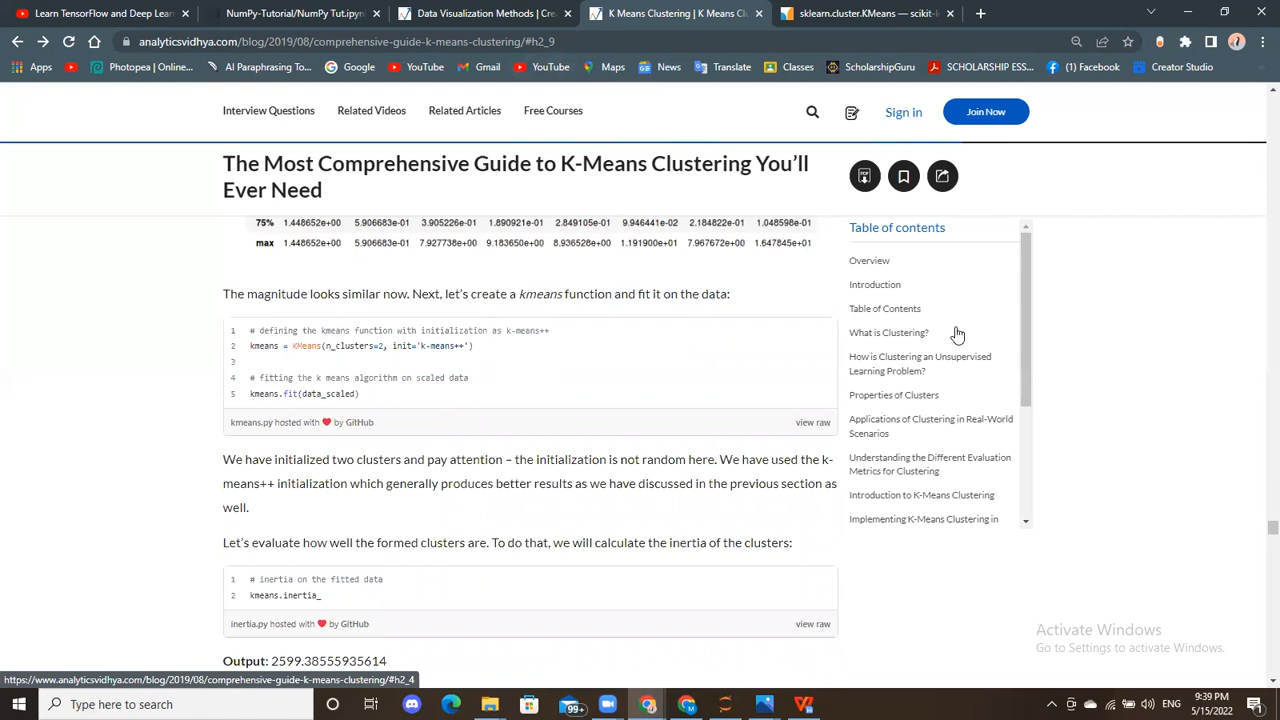 Learn TensorFlow and Deep Learn
NumPy-Tutorial/NumPy Tut.ipynb
Data Visualization Methods | Cre
K Means Clustering | K Means Clu
sklearn.cluster.KMeans — scikit-l
analyticsvidhya.com/blog/2019/08/comprehensive-guide-k-means-clustering/#h2_9
Apps
Photopea | Online...
AI Paraphrasing To...
Google
YouTube
Gmail
YouTube
Maps
News
Translate
Classes
ScholarshipGuru
SCHOLARSHIP ESS...
(1) Facebook
Creator Studio
Interview Questions
Related Videos
Related Articles
Free Courses
Sign in
Join Now
The Most Comprehensive Guide to K-Means Clustering You'll
Ever Need
PDF
75% 1.448652e+00 5.906683e-01 3.905226e-01 1.890921e-01 2.849105e-01 9.946441e-02 2.184822e-01 1.048598e-01
max 1.448652e+00 5.906683e-01 7.927738e+00 9.183650e+00 8.936528e+00 1.191900e+01 7.967672e+00 1.647845e+01
The magnitude looks similar now. Next, let's create a kmeans function and fit it on the data:
1 # defining the kmeans function with initialization as k-means++
2 kmeans = KMeans(n_clusters=2, init='k-means++')
3
4 # fitting the k means algorithm on scaled data
5 kmeans.fit(data_scaled)
kmeans.py hosted with ❤ by GitHub view raw
We have initialized two clusters and pay attention – the initialization is not random here. We have used the k-
means++ initialization which generally produces better results as we have discussed in the previous section as
well.
Let's evaluate how well the formed clusters are. To do that, we will calculate the inertia of the clusters:
1 # inertia on the fitted data
2 kmeans.inertia_
inertia.py hosted with ❤ by GitHub view raw
Output: 2599.38555935614
Table of contents
Overview
Introduction
Table of Contents
What is Clustering?
How is Clustering an Unsupervised
Learning Problem?
Properties of Clusters
Applications of Clustering in Real-World
Scenarios
Understanding the Different Evaluation
Metrics for Clustering
Introduction to K-Means Clustering
Implementing K-Means Clustering in
Activate Windows
Go to Settings to activate Windows.
https://www.analyticsvidhya.com/blog/2019/08/comprehensive-guide-k-means-clustering/#h2_4
Type here to search
99+
ENG
9:39 PM
5/15/2022